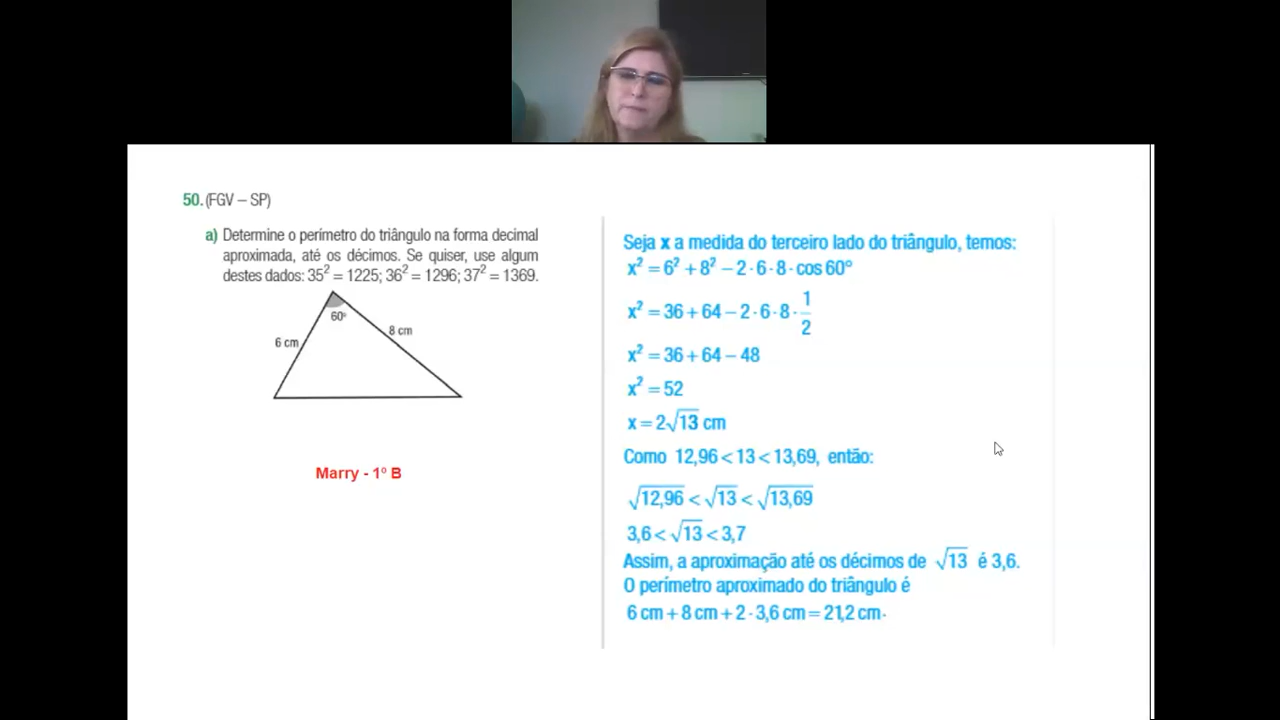 50. (FGV – SP)
a) Determine o perímetro do triângulo na forma decimal
aproximada, até os décimos. Se quiser, use algum
destes dados: 35² = 1225; 36² = 1296; 37² = 1369.
60º
6 cm
8 cm
Marry - 1º B
Seja x a medida do terceiro lado do triângulo, temos:
x² = 6² + 8² – 2 · 6 · 8 · cos 60°
x² = 36 + 64 – 2 · 6 · 8 · 1/2
x² = 36 + 64 – 48
x² = 52
x = 2√13 cm
Como 12,96 < 13 < 13,69, então:
√12,96 < √13 < √13,69
3,6 < √13 < 3,7
Assim, a aproximação até os décimos de √13 é 3,6.
O perímetro aproximado do triângulo é
6 cm + 8 cm + 2 · 3,6 cm = 21,2 cm.